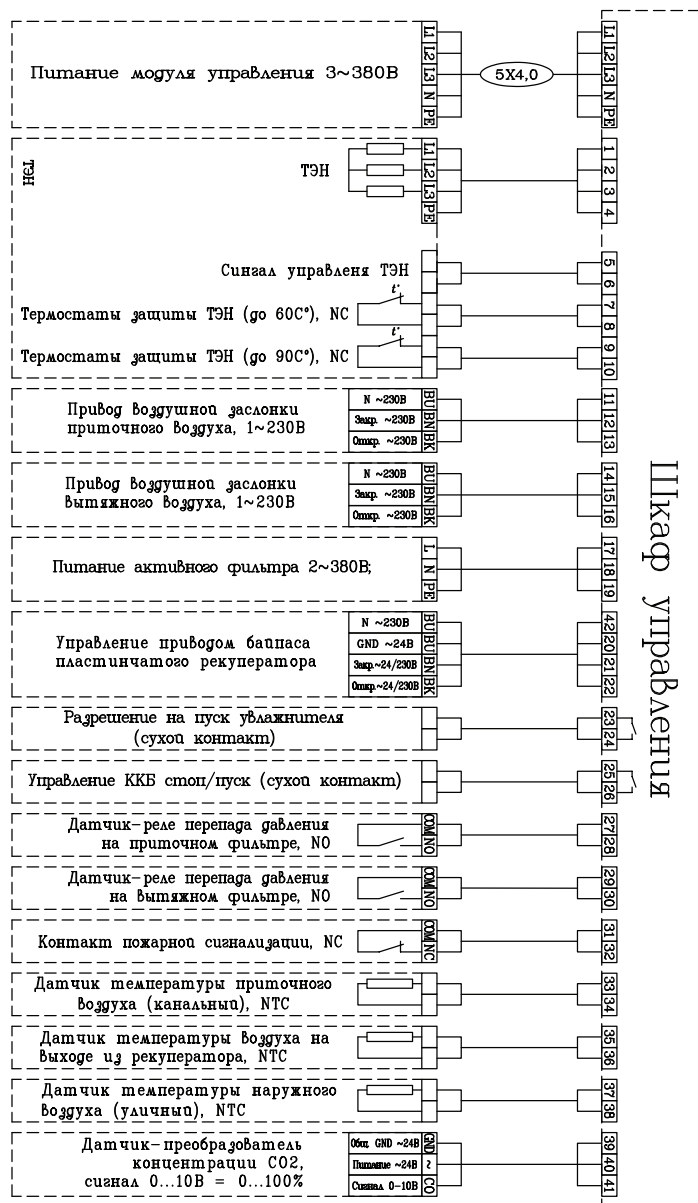 Питание модуля управления 3~380В
L1
L2
L3
N
PE
5X4,0
L1
L2
L3
N
PE
ТЭН
ТЭН
L1
L2
L3
PE
1
2
3
4
Сингал управленя ТЭН
5
6
Термостаты защиты ТЭН (до 60С°), NC
t°
7
8
Термостаты защиты ТЭН (до 90С°), NC
t°
9
10
Привод воздушной заслонки
приточного воздуха, 1~230В
N ~230В
Закр. ~230В
Откр. ~230В
BU
BN
BK
11
12
13
Привод воздушной заслонки
вытяжного воздуха, 1~230В
N ~230В
Закр. ~230В
Откр. ~230В
BU
BN
BK
14
15
16
Питание активного фильтра 2~380В;
L
N
PE
17
18
19
Управление приводом байпаса
пластинчатого рекуператора
N ~230В
GND ~24В
Закр.~24/230В
Откр.~24/230В
BU
BU
BN
BK
42
20
21
22
Разрешение на пуск увлажнителя
(сухой контакт)
23
24
Управление ККБ стоп/пуск (сухой контакт)
25
26
Датчик-реле перепада давления
на приточном фильтре, NO
COM
NO
27
28
Датчик-реле перепада давления
на вытяжном фильтре, NO
COM
NO
29
30
Контакт пожарной сигнализации, NC
COM
NC
31
32
Датчик температуры приточного
воздуха (канальный), NTC
33
34
Датчик температуры воздуха на
выходе из рекуператора, NTC
35
36
Датчик температуры наружного
воздуха (уличный), NTC
37
38
Датчик-преобразователь
концентрации CO2,
сигнал 0...10В = 0...100%
Общ. GND ~24В
Питание ~24В
Сигнал 0-10В
GND
~
CO
39
40
41
Шкаф управления